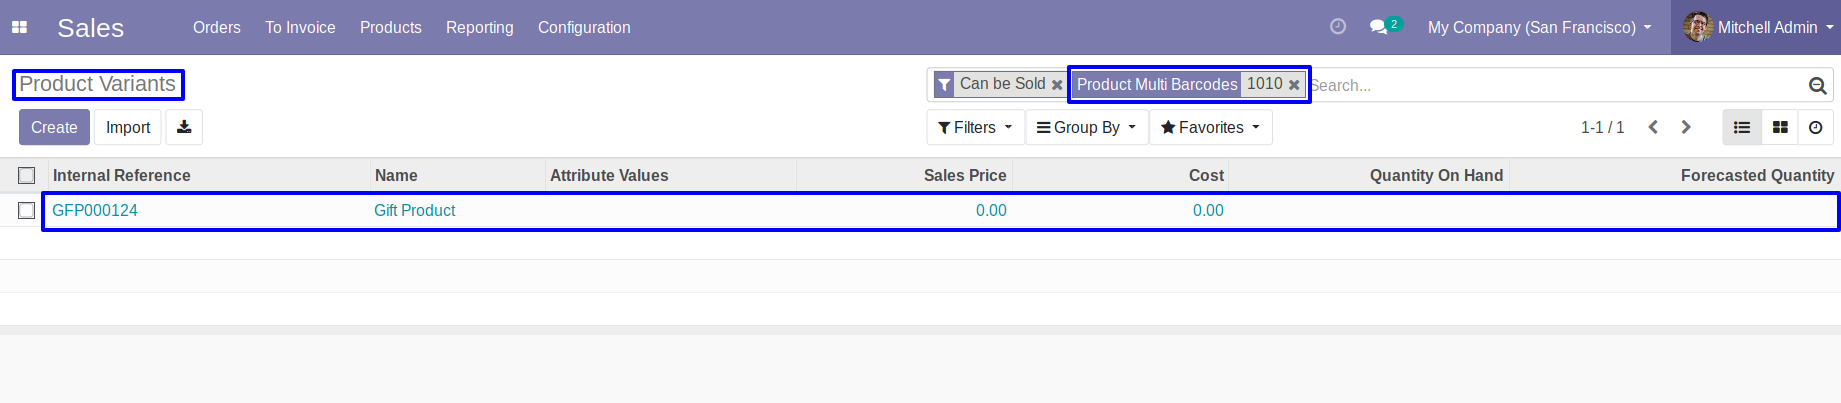 Sales Orders To Invoice Products Reporting Configuration 2 My Company (San Francisco) Mitchell Admin
Product Variants Can be Sold Product Multi Barcodes 1010 Search...
Create Import Filters Group By Favorites 1-1 / 1
Internal Reference Name Attribute Values Sales Price Cost Quantity On Hand Forecasted Quantity
GFP000124 Gift Product 0.00 0.00